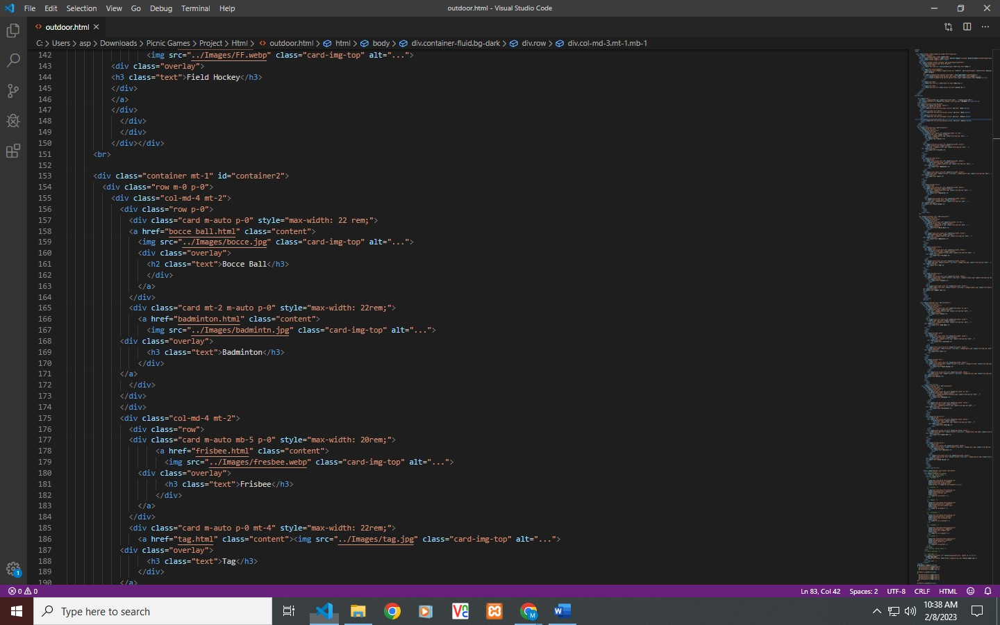 File Edit Selection View Go Debug Terminal Help outdoor.html - Visual Studio Code
outdoor.html
C: > Users > asp > Downloads > Picnic Games > Project > Html > outdoor.html > html > body > div.container-fluid.bg-dark > div.row > div.col-md-3.mt-1.mb-1
142 <img src="../Images/FF.webp" class="card-img-top" alt="...">
143 <div class="overlay">
144 <h3 class="text">Field Hockey</h3>
145 </div>
146 </a>
147 </div>
148 </div>
149 </div>
150 </div></div>
151 <br>
152
153 <div class="container mt-1" id="container2">
154 <div class="row m-0 p-0">
155 <div class="col-md-4 mt-2">
156 <div class="row p-0">
157 <div class="card m-auto p-0" style="max-width: 22 rem;">
158 <a href="bocce ball.html" class="content">
159 <img src="../Images/bocce.jpg" class="card-img-top" alt="...">
160 <div class="overlay">
161 <h2 class="text">Bocce Ball</h3>
162 </div>
163 </a>
164 </div>
165 <div class="card mt-2 m-auto p-0" style="max-width: 22rem;">
166 <a href="badminton.html" class="content">
167 <img src="../Images/badmintn.jpg" class="card-img-top" alt="...">
168 <div class="overlay">
169 <h3 class="text">Badminton</h3>
170 </div>
171 </a>
172 </div>
173 </div>
174 </div>
175 <div class="col-md-4 mt-2">
176 <div class="row">
177 <div class="card m-auto mb-5 p-0" style="max-width: 20rem;">
178 <a href="frisbee.html" class="content">
179 <img src="../Images/fresbee.webp" class="card-img-top" alt="...">
180 <div class="overlay">
181 <h3 class="text">Frisbee</h3>
182 </div>
183 </a>
184 </div>
185 <div class="card m-auto p-0 mt-4" style="max-width: 22rem;">
186 <a href="tag.html" class="content"><img src="../Images/tag.jpg" class="card-img-top" alt="...">
187 <div class="overlay">
188 <h3 class="text">Tag</h3>
189 </div>
190 </a>
1
0 0 Ln 83, Col 42 Spaces: 2 UTF-8 CRLF HTML
Type here to search
10:38 AM
2/8/2023